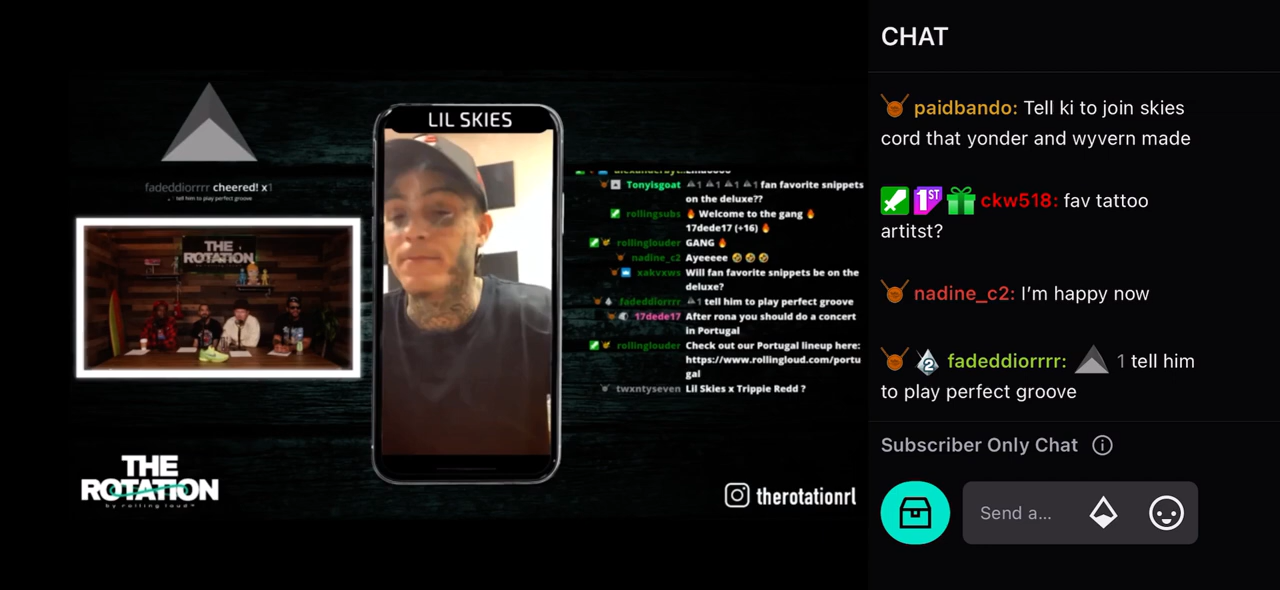 fadeddiorrrr cheered! x1
tell him to play perfect groove
THE
ROTATION
THE
ROTATION
by rolling loud
LIL SKIES
Tonyisgoat 1 1 1 1 fan favorite snippets
on the deluxe??
rollingsubs 🔥 Welcome to the gang 🔥
17dede17 (+16) 🔥
rollinglouder GANG 🔥
nadine_c2 Ayeeeee 🤣 🤣 🤣
xakvxws Will fan favorite snippets be on the
deluxe?
fadeddiorrrr 1 tell him to play perfect groove
17dede17 After rona you should do a concert
in Portugal
rollinglouder Check out our Portugal lineup here:
https://www.rollingloud.com/portu
gal
twxntyseven Lil Skies x Trippie Redd ?
therotationrl
CHAT
paidbando: Tell ki to join skies
cord that yonder and wyvern made
1ST ckw518: fav tattoo
artitst?
nadine_c2: I'm happy now
2 fadeddiorrrr: 1 tell him
to play perfect groove
Subscriber Only Chat
Send a...